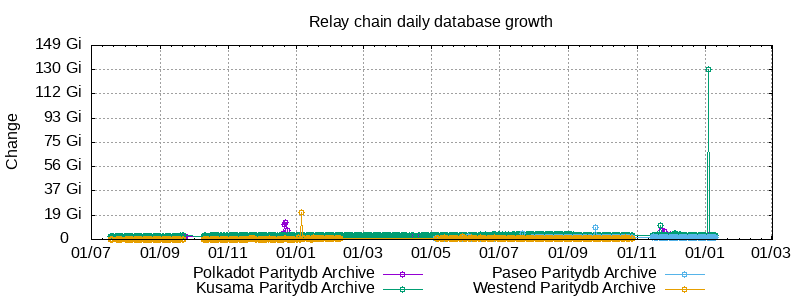 Relay chain daily database growth
149 Gi
130 Gi
112 Gi
93 Gi
75 Gi
56 Gi
37 Gi
19 Gi
0
Change
01/07 01/09 01/11 01/01 01/03 01/05 01/07 01/09 01/11 01/01 01/03
Polkadot Paritydb Archive Paseo Paritydb Archive
Kusama Paritydb Archive Westend Paritydb Archive